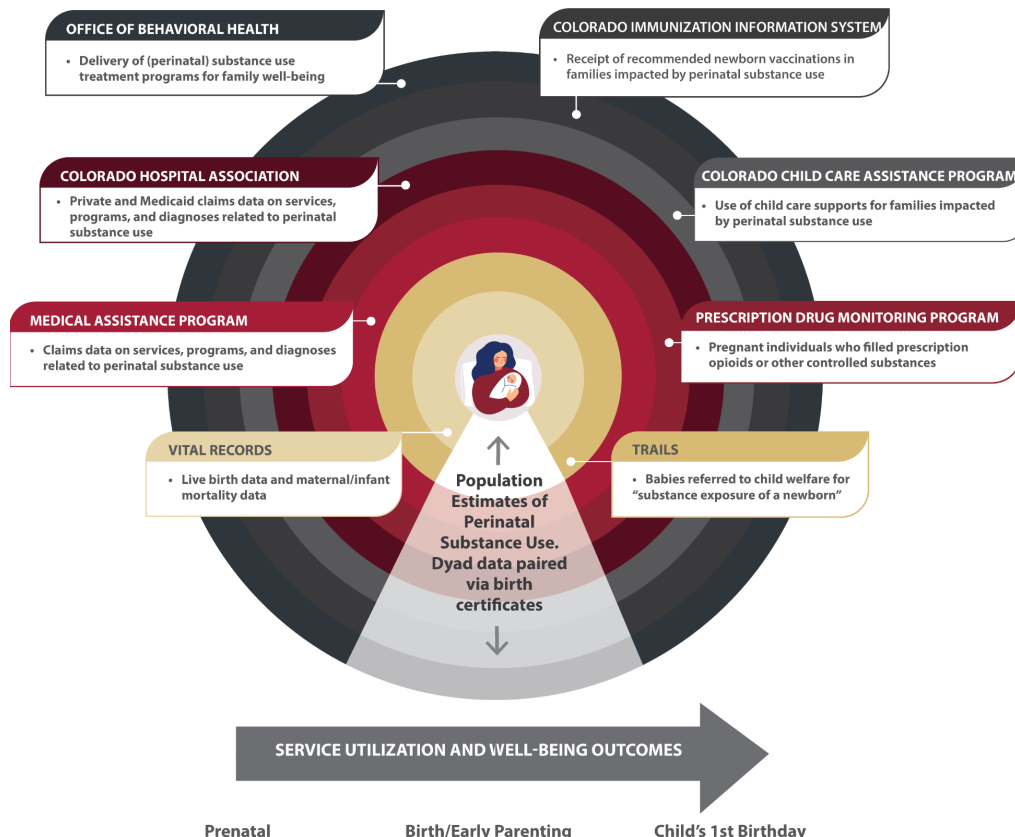 OFFICE OF BEHAVIORAL HEALTH
• Delivery of (perinatal) substance use
treatment programs for family well-being
COLORADO IMMUNIZATION INFORMATION SYSTEM
• Receipt of recommended newborn vaccinations in
families impacted by perinatal substance use
COLORADO HOSPITAL ASSOCIATION
• Private and Medicaid claims data on services,
programs, and diagnoses related to perinatal
substance use
COLORADO CHILD CARE ASSISTANCE PROGRAM
• Use of child care supports for families impacted
by perinatal substance use
MEDICAL ASSISTANCE PROGRAM
• Claims data on services, programs, and diagnoses
related to perinatal substance use
PRESCRIPTION DRUG MONITORING PROGRAM
• Pregnant individuals who filled prescription
opioids or other controlled substances
VITAL RECORDS
• Live birth data and maternal/infant
mortality data
TRAILS
• Babies referred to child welfare for
“substance exposure of a newborn”
Population
Estimates of
Perinatal
Substance Use.
Dyad data paired
via birth
certificates
SERVICE UTILIZATION AND WELL-BEING OUTCOMES
Prenatal
Birth/Early Parenting
Child's 1st Birthday